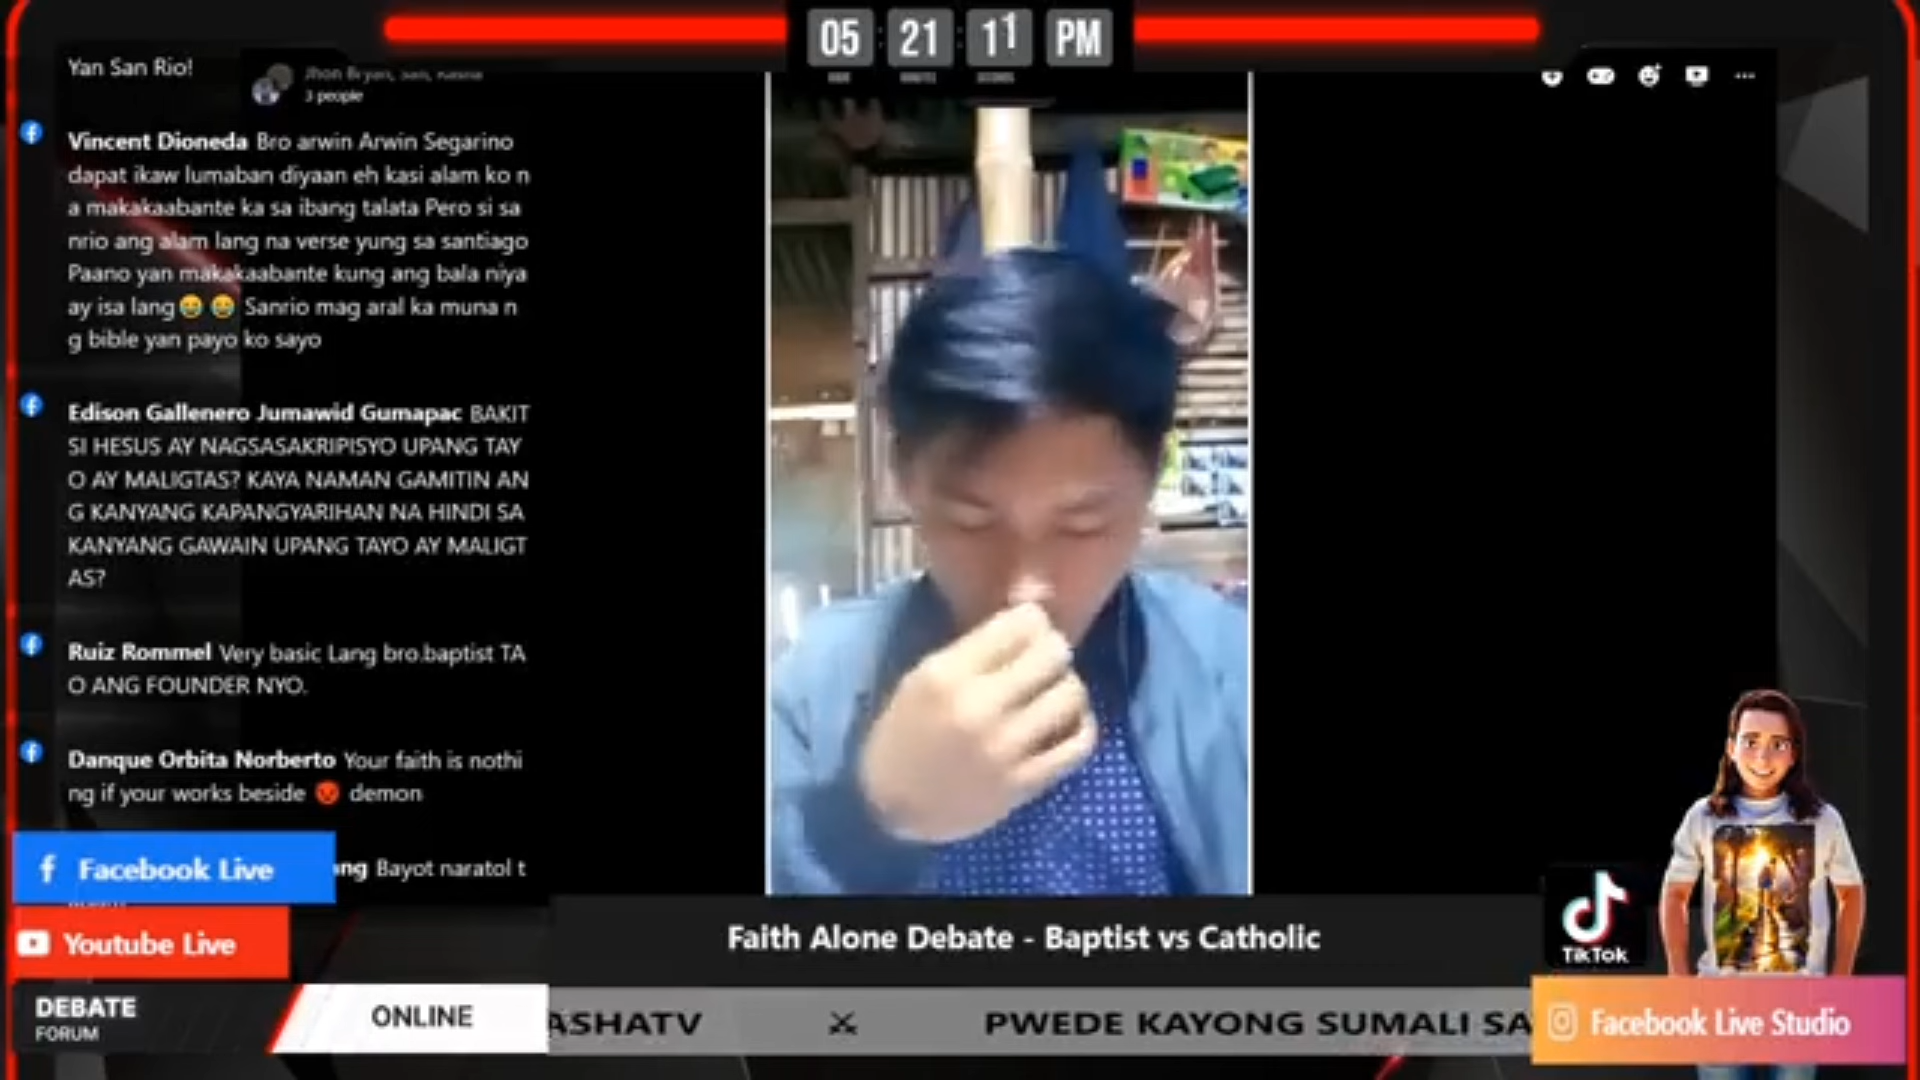 05 21 11 PM
Yan San Rio!
Jhon Bryan, San, Rasha
3 people
Vincent Dioneda Bro arwin Arwin Segarino
dapat ikaw lumaban diyaan eh kasi alam ko n
a makakaabante ka sa ibang talata Pero si sa
nrio ang alam lang na verse yung sa santiago
Paano yan makakaabante kung ang bala niya
ay isa lang😂 😂 Sanrio mag aral ka muna n
g bible yan payo ko sayo
Edison Gallenero Jumawid Gumapac BAKIT
SI HESUS AY NAGSASAKRIPISYO UPANG TAY
O AY MALIGTAS? KAYA NAMAN GAMITIN AN
G KANYANG KAPANGYARIHAN NA HINDI SA
KANYANG GAWAIN UPANG TAYO AY MALIGT
AS?
Ruiz Rommel Very basic Lang bro.baptist TA
O ANG FOUNDER NYO.
Danque Orbita Norberto Your faith is nothi
ng if your works beside 😡 demon
ng Bayot naratol t
Facebook Live
Youtube Live
Faith Alone Debate - Baptist vs Catholic
TikTok
DEBATE
FORUM
ONLINE
ASHATV ⚔ PWEDE KAYONG SUMALI SA
Facebook Live Studio